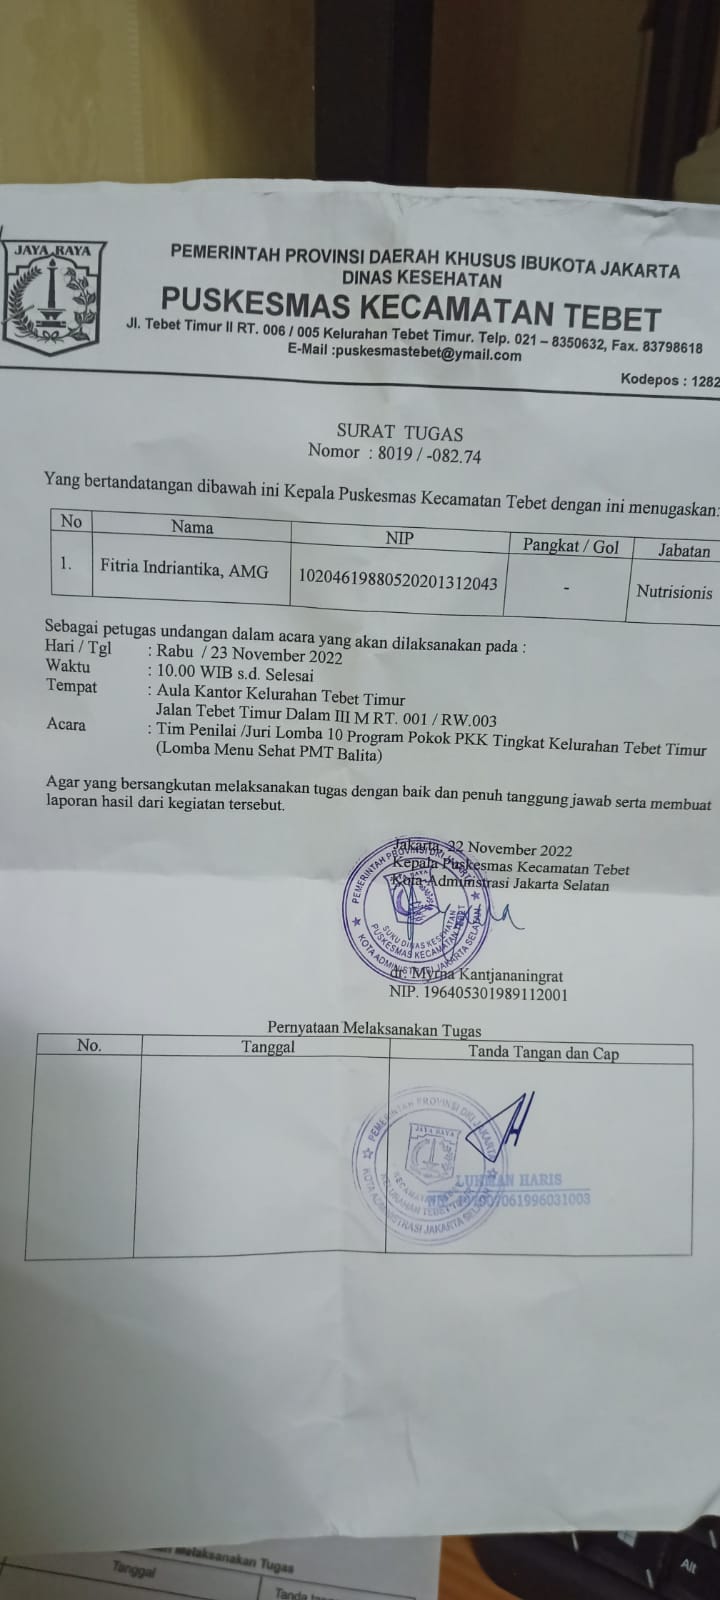 JAYA RAYA
PEMERINTAH PROVINSI DAERAH KHUSUS IBUKOTA JAKARTA
DINAS KESEHATAN
PUSKESMAS KECAMATAN TEBET
Jl. Tebet Timur II RT. 006 / 005 Kelurahan Tebet Timur. Telp. 021 – 8350632, Fax. 83798618
E-Mail :puskesmastebet@ymail.com
Kodepos : 1282
SURAT TUGAS
Nomor : 8019 / -082.74
Yang bertandatangan dibawah ini Kepala Puskesmas Kecamatan Tebet dengan ini menugaskan:
No Nama NIP Pangkat / Gol Jabatan
1. Fitria Indriantika, AMG 10204619880520201312043 - Nutrisionis
Sebagai petugas undangan dalam acara yang akan dilaksanakan pada :
Hari / Tgl : Rabu / 23 November 2022
Waktu : 10.00 WIB s.d. Selesai
Tempat : Aula Kantor Kelurahan Tebet Timur
Jalan Tebet Timur Dalam III M RT. 001 / RW.003
Acara : Tim Penilai /Juri Lomba 10 Program Pokok PKK Tingkat Kelurahan Tebet Timur
(Lomba Menu Sehat PMT Balita)
Agar yang bersangkutan melaksanakan tugas dengan baik dan penuh tanggung jawab serta membuat
laporan hasil dari kegiatan tersebut.
Jakarta, 22 November 2022
Kepala Puskesmas Kecamatan Tebet
Kota Administrasi Jakarta Selatan
PEMERINTAH PROVINSI DKI JAKARTA
SUKU DINAS KESEHATAN
PUSKESMAS KECAMATAN TEBET
KOTA ADMINISTRASI JAKARTA SELATAN
dr. Myrna Kantjananingrat
NIP. 196405301989112001
Pernyataan Melaksanakan Tugas
No. Tanggal Tanda Tangan dan Cap
PEMERINTAH PROVINSI DKI JAKARTA
JAYA RAYA
KECAMATAN TEBET
KELURAHAN TEBET TIMUR
KOTA ADMINISTRASI JAKARTA SELATAN
LUKMAN HARIS
Melaksanakan Tugas
Tanggal
Alt